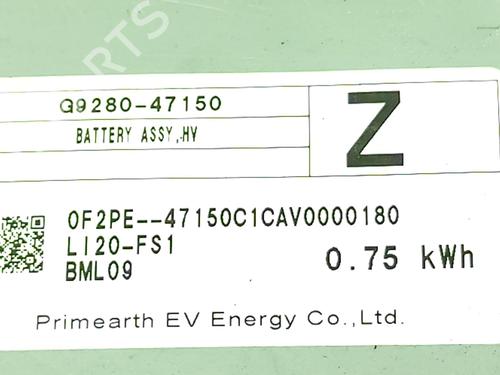 G9280-47150
BATTERY ASSY,HV
Z
0F2PE--47150C1CAV0000180
LI20-FS1
BML09
0.75 kWh
Primearth EV Energy Co.,Ltd.